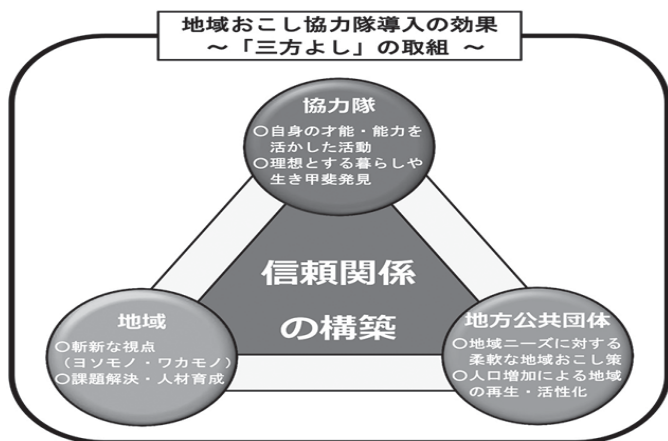 地域おこし協力隊導入の効果
～「三方よし」の取組 ～
協力隊
○自身の才能・能力を
活かした活動
○理想とする暮らしや
生き甲斐発見
信頼関係
の構築
地域
○斬新な視点
（ヨソモノ・ワカモノ）
○課題解決・人材育成
地方公共団体
○地域ニーズに対する
柔軟な地域おこし策
○人口増加による地域
の再生・活性化